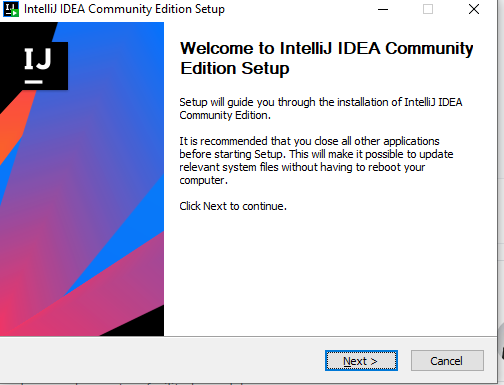 IntelliJ IDEA Community Edition Setup
IJ
Welcome to IntelliJ IDEA Community
Edition Setup
Setup will guide you through the installation of IntelliJ IDEA
Community Edition.
It is recommended that you close all other applications
before starting Setup. This will make it possible to update
relevant system files without having to reboot your
computer.
Click Next to continue.
Next >
Cancel